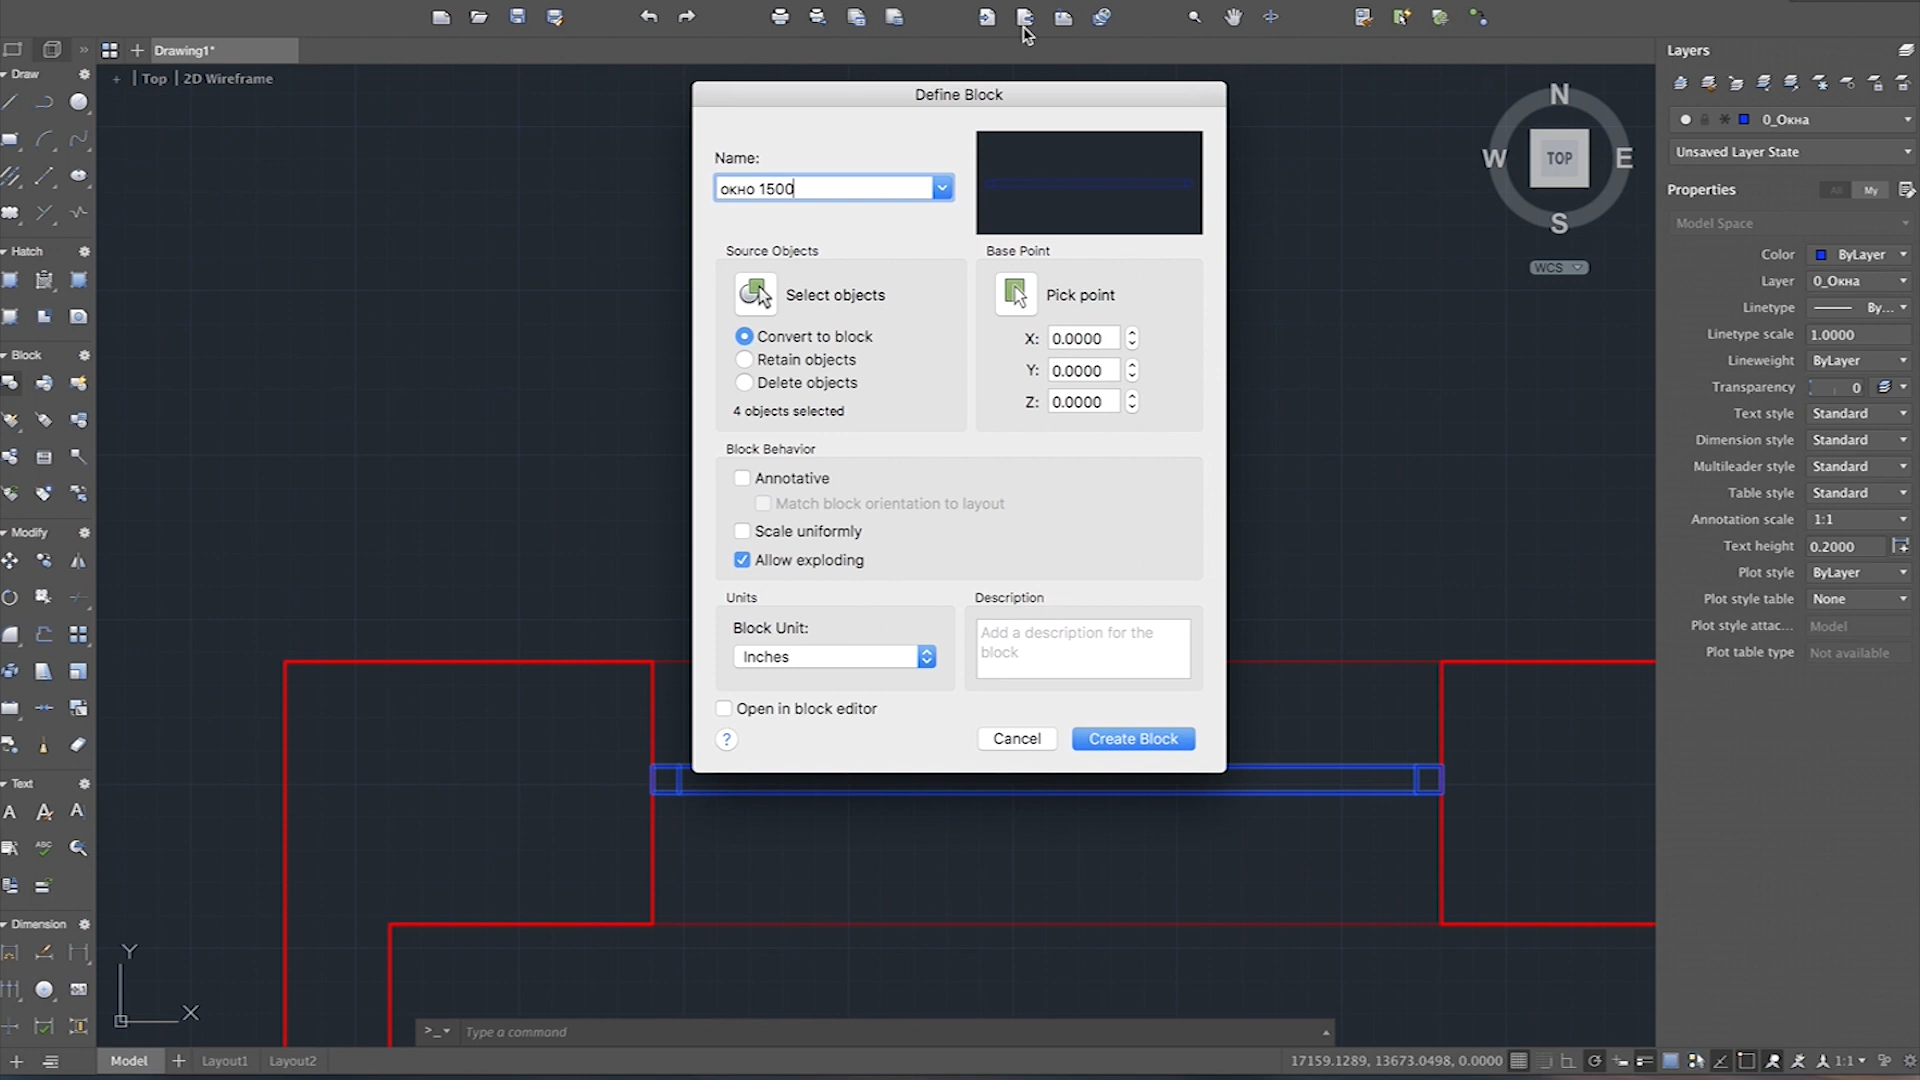 Drawing1*
Top
2D Wireframe
Draw
Hatch
Block
Modify
Text
Dimension
Define Block
Name:
окно 1500
Source Objects
Select objects
Convert to block
Retain objects
Delete objects
4 objects selected
Base Point
Pick point
X: 0.0000
Y: 0.0000
Z: 0.0000
Block Behavior
Annotative
Match block orientation to layout
Scale uniformly
Allow exploding
Units
Block Unit:
Inches
Description
Add a description for the
block
Open in block editor
?
Cancel
Create Block
N
W
TOP
E
S
WCS
Layers
0_Окна
Unsaved Layer State
Properties
All
My
Model Space
Color ByLayer
Layer 0_Окна
Linetype By...
Linetype scale 1.0000
Lineweight ByLayer
Transparency 0
Text style Standard
Dimension style Standard
Multileader style Standard
Table style Standard
Annotation scale 1:1
Text height 0.2000
Plot style ByLayer
Plot style table None
Plot style attac... Model
Plot table type Not available
Y
X
>_ Type a command
Model
Layout1
Layout2
17159.1289, 13673.0498, 0.0000
1:1